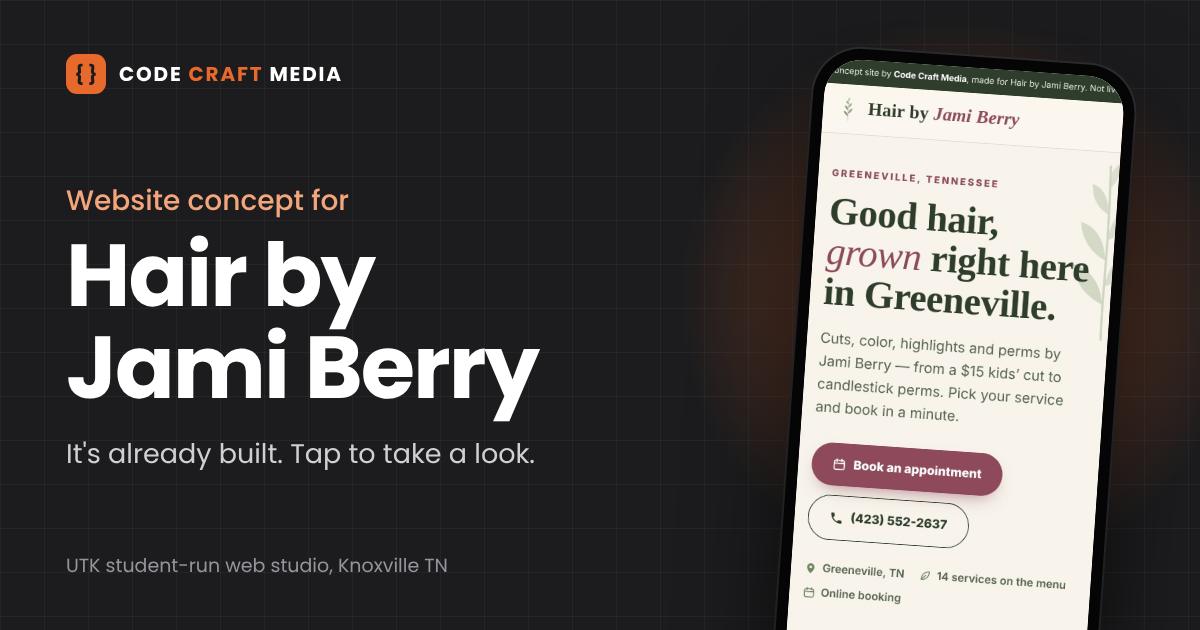 { } CODE CRAFT MEDIA
Website concept for
Hair by
Jami Berry
It's already built. Tap to take a look.
UTK student-run web studio, Knoxville TN
site by Code Craft Media, made for Hair by Jami Berry. Not
Hair by Jami Berry
GREENEVILLE, TENNESSEE
Good hair,
grown right here
in Greeneville.
Cuts, color, highlights and perms by
Jami Berry — from a $15 kids’ cut to
candlestick perms. Pick your service
and book in a minute.
Book an appointment
(423) 552-2637
Greeneville, TN 14 services on the menu
Online booking